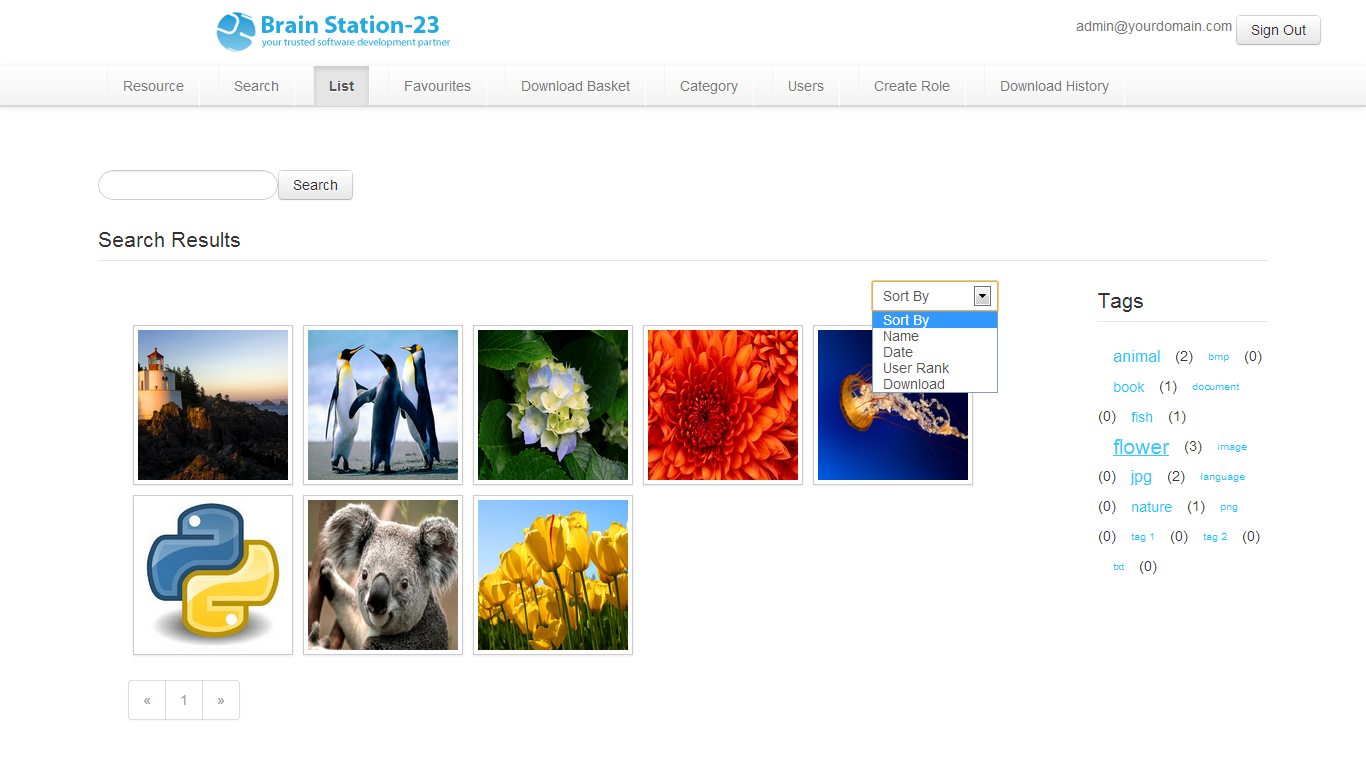 Brain Station-23
your trusted software development partner
admin@yourdomain.com Sign Out
Resource Search List Favourites Download Basket Category Users Create Role Download History
Search
Search Results
Sort By
Sort By
Name
Date
User Rank
Download
Tags
animal (2) bmp (0)
book (1) document
(0) fish (1)
flower (3) image
(0) jpg (2) language
(0) nature (1) png
(0) tag 1 (0) tag 2 (0)
txt (0)
« 1 »